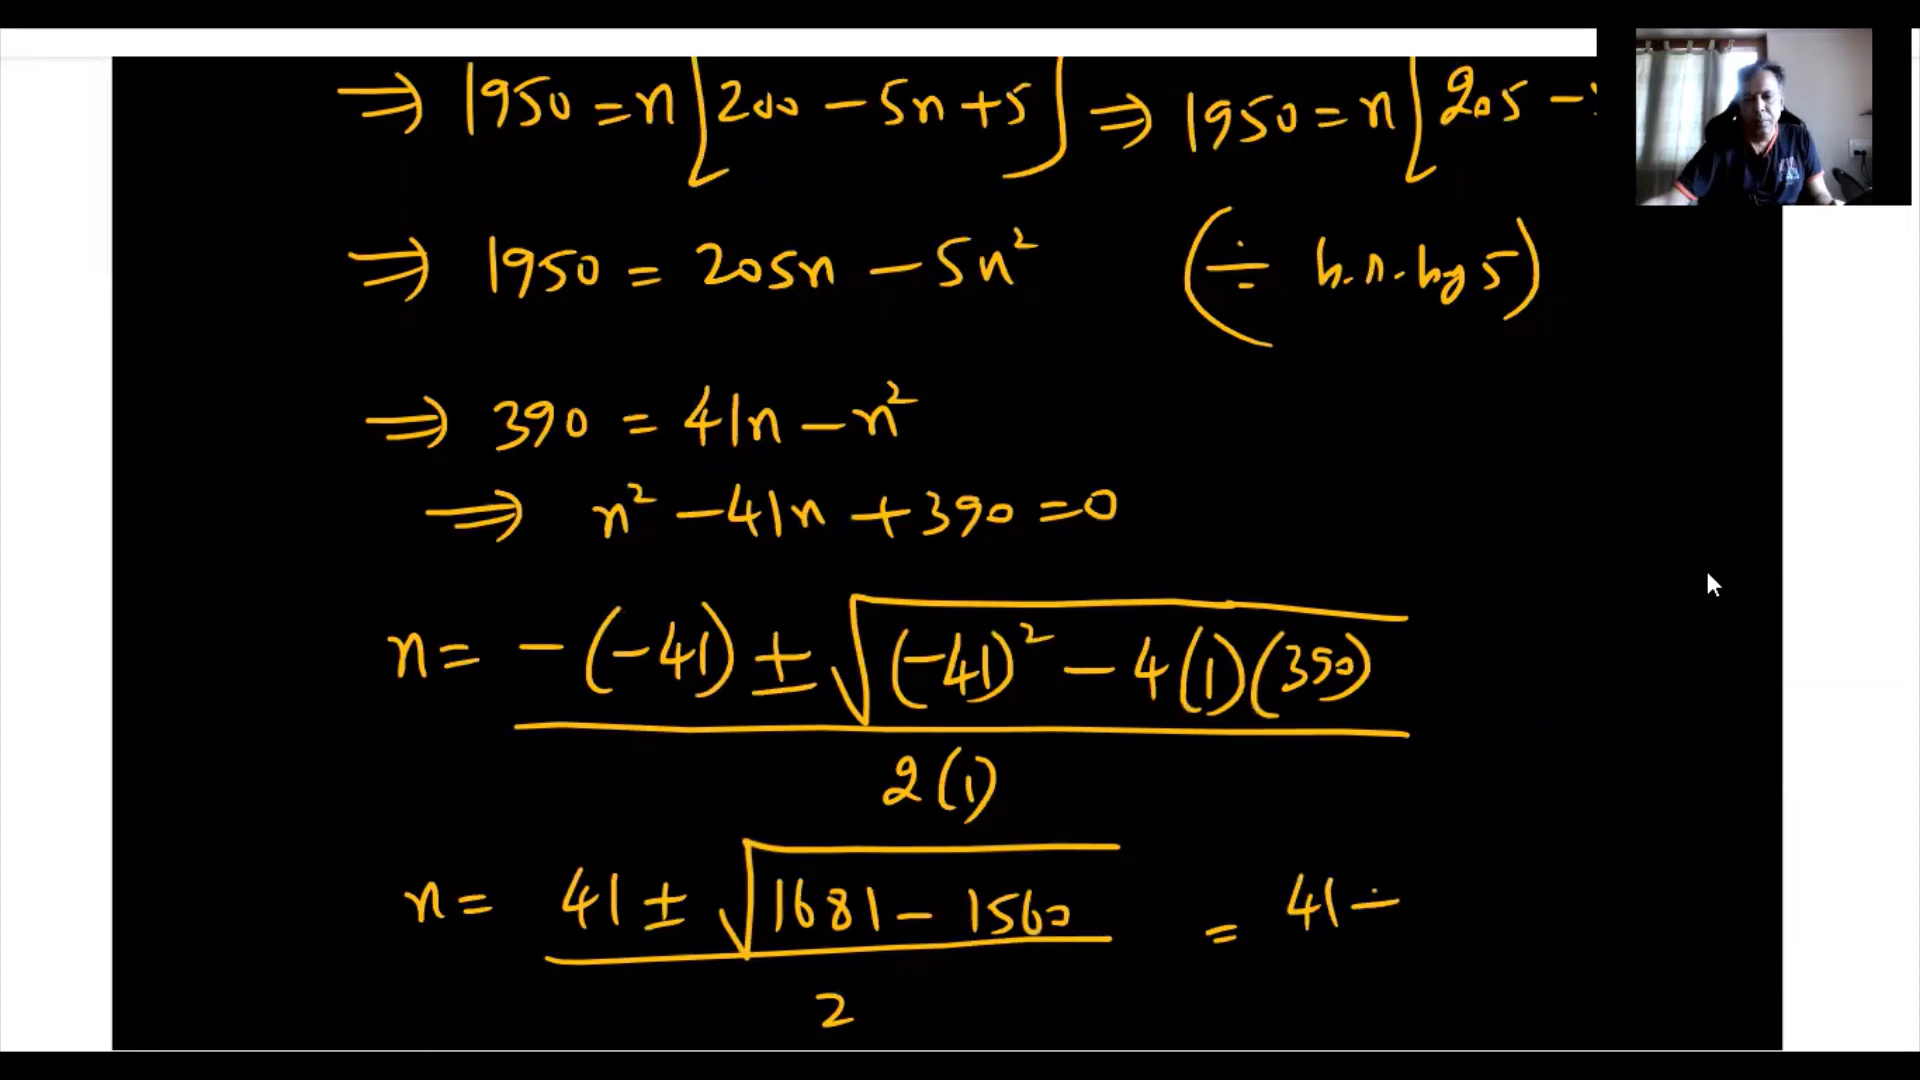 ⇒ 1950 = n[200 - 5n + 5] ⇒ 1950 = n[205 -
⇒ 1950 = 205n - 5n² (÷ b.s. by 5)
⇒ 390 = 41n - n²
⇒ n² - 41n + 390 = 0
n = -(-41) ± √(-41)² - 4(1)(390)
2(1)
n = 41 ± √1681 - 1560 = 41 -
2